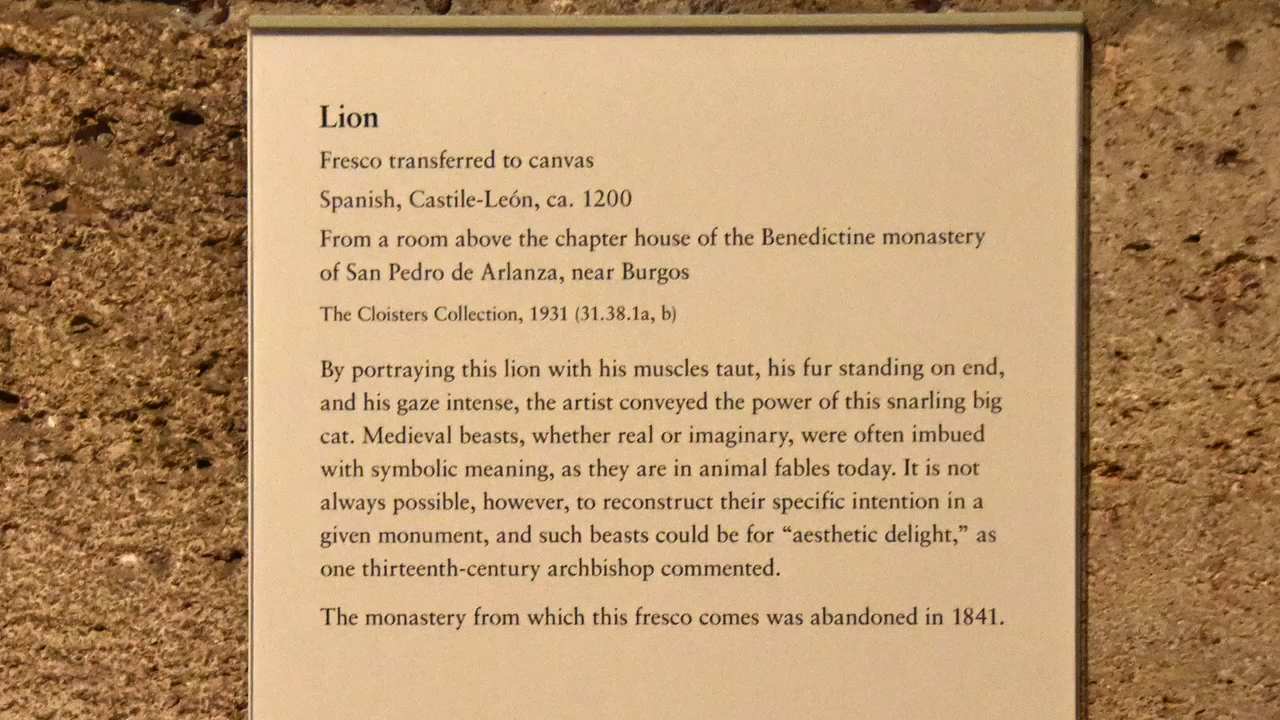 Lion
Fresco transferred to canvas
Spanish, Castile-León, ca. 1200
From a room above the chapter house of the Benedictine monastery
of San Pedro de Arlanza, near Burgos
The Cloisters Collection, 1931 (31.38.1a, b)
By portraying this lion with his muscles taut, his fur standing on end,
and his gaze intense, the artist conveyed the power of this snarling big
cat. Medieval beasts, whether real or imaginary, were often imbued
with symbolic meaning, as they are in animal fables today. It is not
always possible, however, to reconstruct their specific intention in a
given monument, and such beasts could be for “aesthetic delight,” as
one thirteenth-century archbishop commented.
The monastery from which this fresco comes was abandoned in 1841.